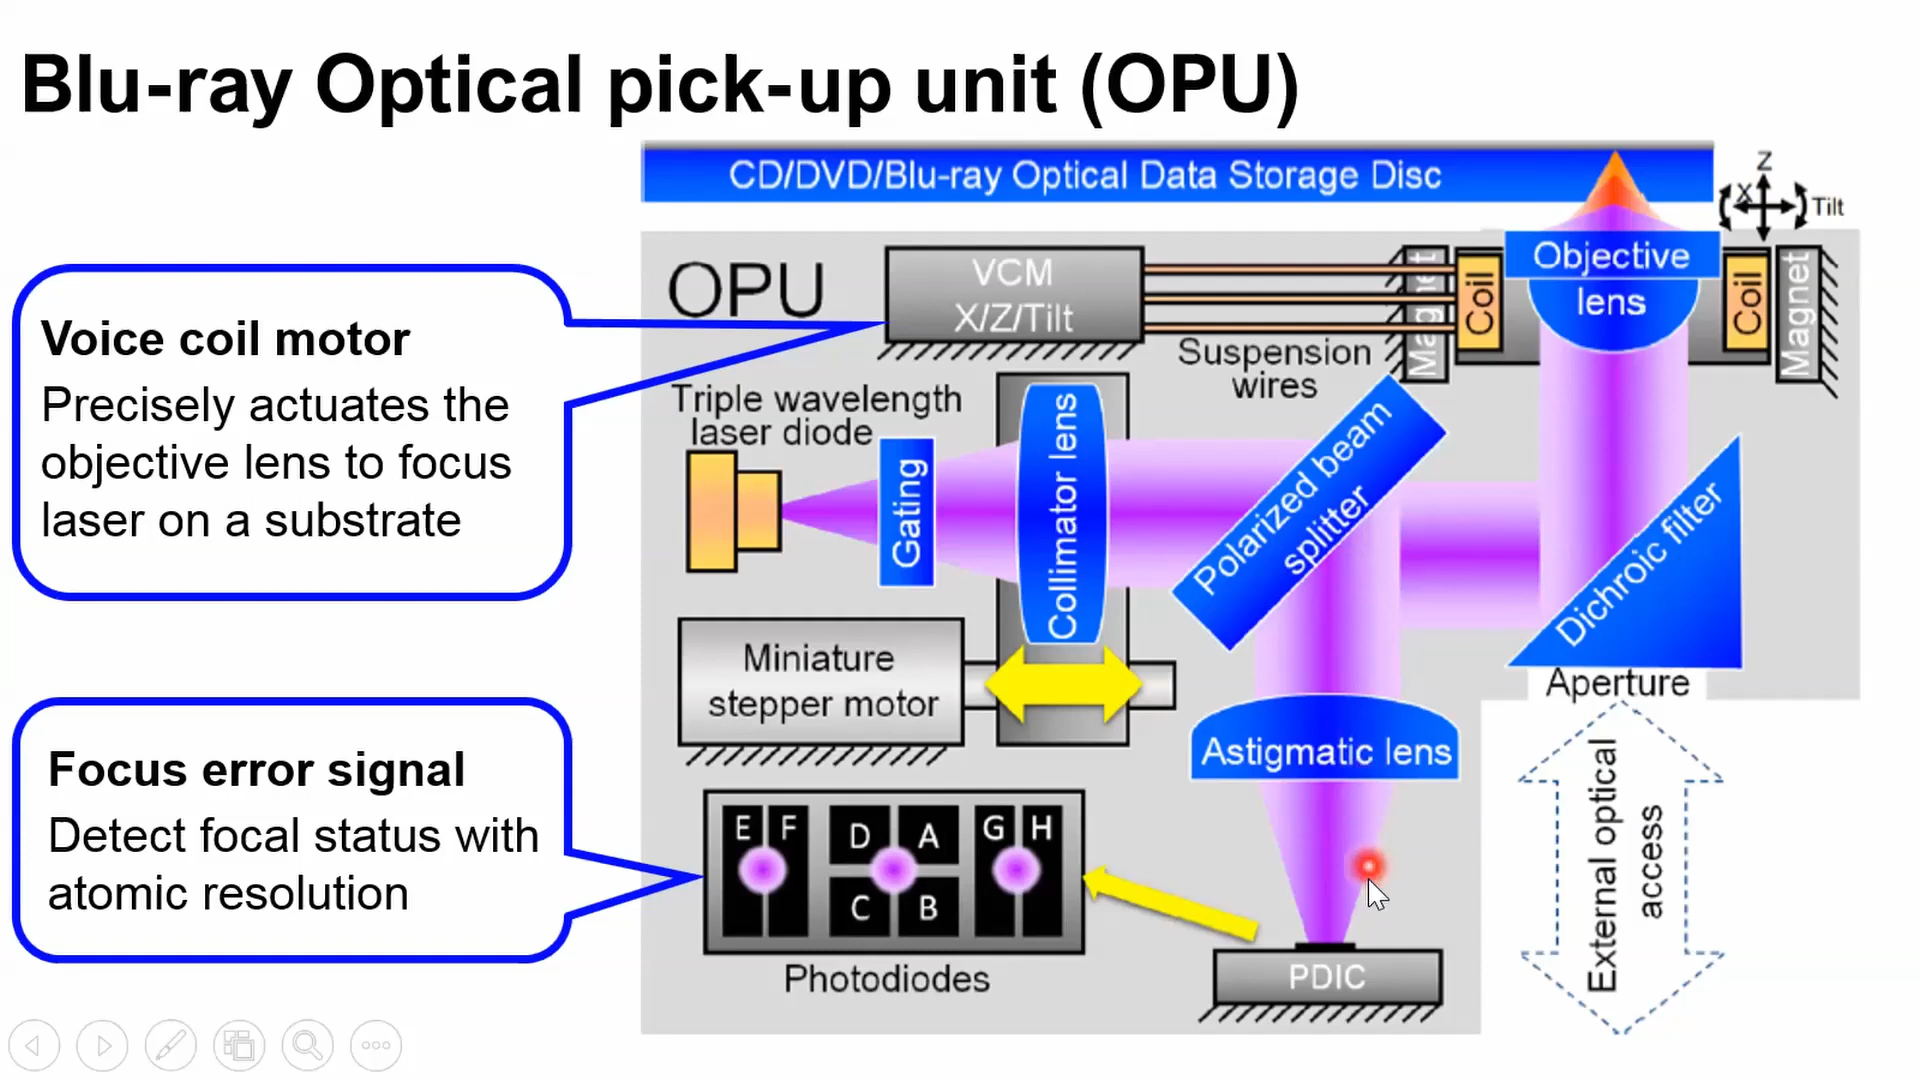 Blu-ray Optical pick-up unit (OPU)
CD/DVD/Blu-ray Optical Data Storage Disc
Z
X
Tilt
OPU
VCM
X/Z/Tilt
Magnet
Coil
Objective
lens
Coil
Magnet
Suspension
wires
Voice coil motor
Precisely actuates the
objective lens to focus
laser on a substrate
Triple wavelength
laser diode
Gating
Collimator lens
Polarized beam
splitter
Dichroic filter
Aperture
Miniature
stepper motor
Astigmatic lens
External optical
access
Focus error signal
Detect focal status with
atomic resolution
E F D A G H
C B
Photodiodes
PDIC